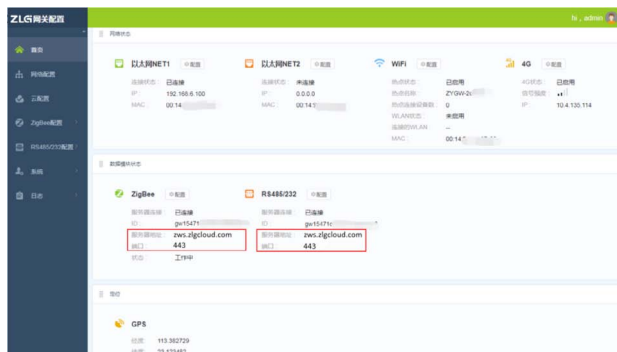 ZLG网关配置
hi , admin
首页
网络配置
云配置
ZigBee配置
RS485/232配置
系统
日志
网络状态
以太网NET1 配置
连接状态： 已连接
IP： 192.168.6.100
MAC： 00:14:
以太网NET2 配置
连接状态： 未连接
IP： 0.0.0.0
MAC： 00:14:
WiFi 配置
热点状态： 已启用
热点名称： ZYGW-2c
热点连接设备数： 0
WLAN状态： 未启用
连接的WLAN --
MAC： 00:14:
4G 配置
4G状态： 已启用
信号强度：
IP： 10.4.135.114
数据模块状态
ZigBee 配置
服务器连接： 已连接
ID： gw15471
服务器地址： zws.zlgcloud.com
端口： 443
状态： 工作中
RS485/232 配置
服务器连接： 已连接
ID： gw15471c
服务器地址： zws.zlgcloud.com
端口： 443
定位
GPS
经度： 113.382729